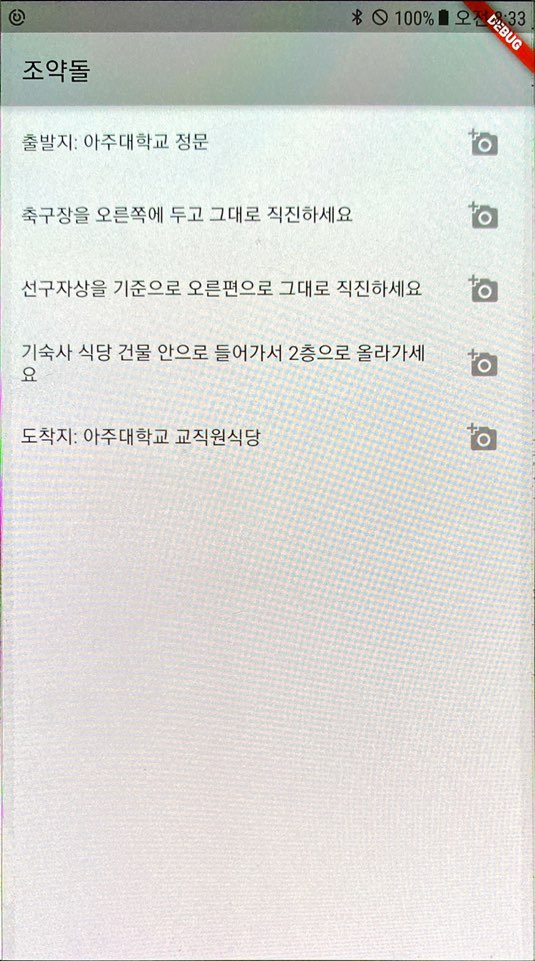 100% 오전 8:33
DEBUG
조약돌
출발지: 아주대학교 정문
축구장을 오른쪽에 두고 그대로 직진하세요
선구자상을 기준으로 오른편으로 그대로 직진하세요
기숙사 식당 건물 안으로 들어가서 2층으로 올라가세
요
도착지: 아주대학교 교직원식당